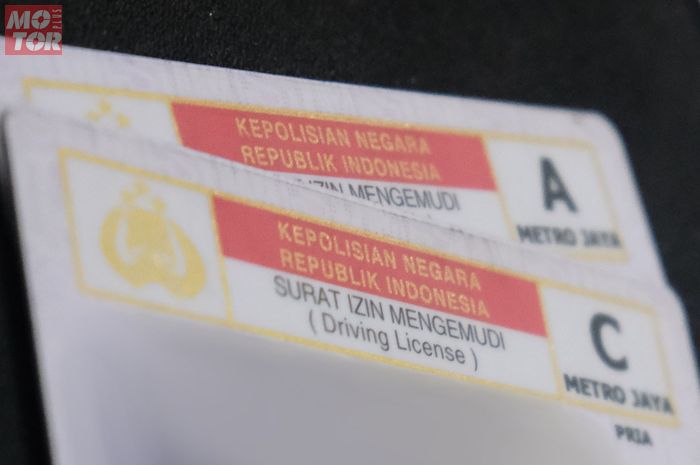 MOTOR PLUS
KEPOLISIAN NEGARA
REPUBLIK INDONESIA
IZIN MENGEMUDI
A
METRO JAYA
KEPOLISIAN NEGARA
REPUBLIK INDONESIA
SURAT IZIN MENGEMUDI
( Driving License )
C
METRO JAYA
PRIA